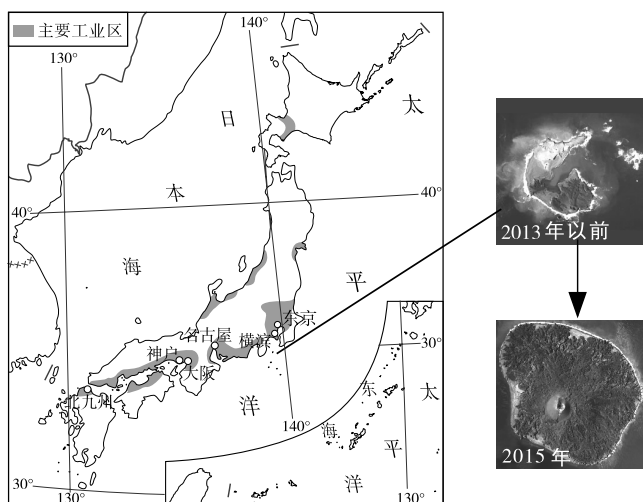 主要工业区
140°
130°
日
太
本
40°
40°
2013年以前
海
平
东京
名古屋
横滨
30°
神户
大阪
东
太
北九州
洋
140°
海
平
30°
130°
洋
130°
2015年